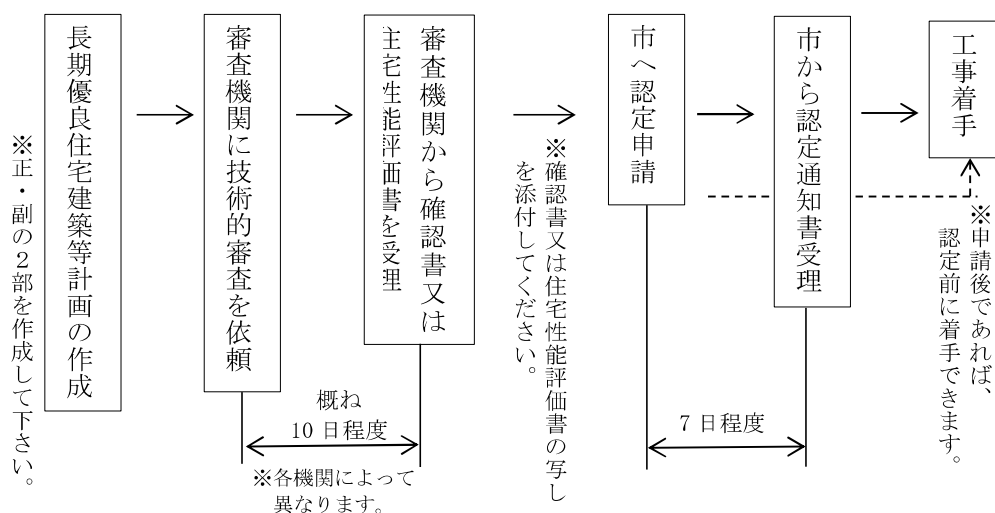 長期優良住宅建築等計画の作成
※正・副の２部を作成して下さい。
審査機関に技術的審査を依頼
審査機関から確認書又は
住宅性能評価書を受理
概ね
10 日程度
※各機関によって
異なります。
※確認書又は住宅性能評価書の写し
を添付してください。
市へ認定申請
市から認定通知書受理
7 日程度
工事着手
※申請後であれば、
認定前に着手できます。